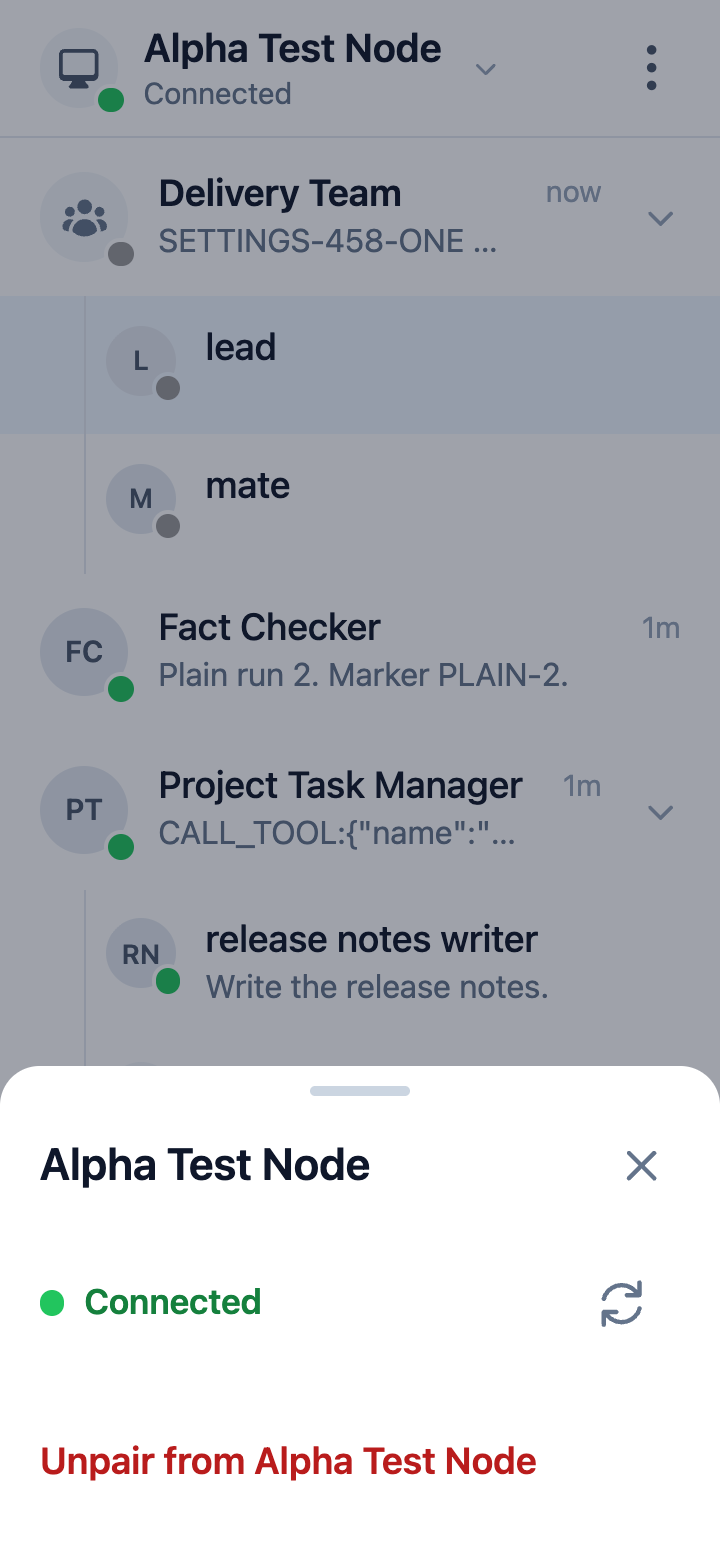 Alpha Test Node
Connected
Delivery Team
now
SETTINGS-458-ONE ...
L
lead
M
mate
FC
Fact Checker
1m
Plain run 2. Marker PLAIN-2.
PT
Project Task Manager
1m
CALL_TOOL:{"name":"...
RN
release notes writer
Write the release notes.
Alpha Test Node
Connected
Unpair from Alpha Test Node